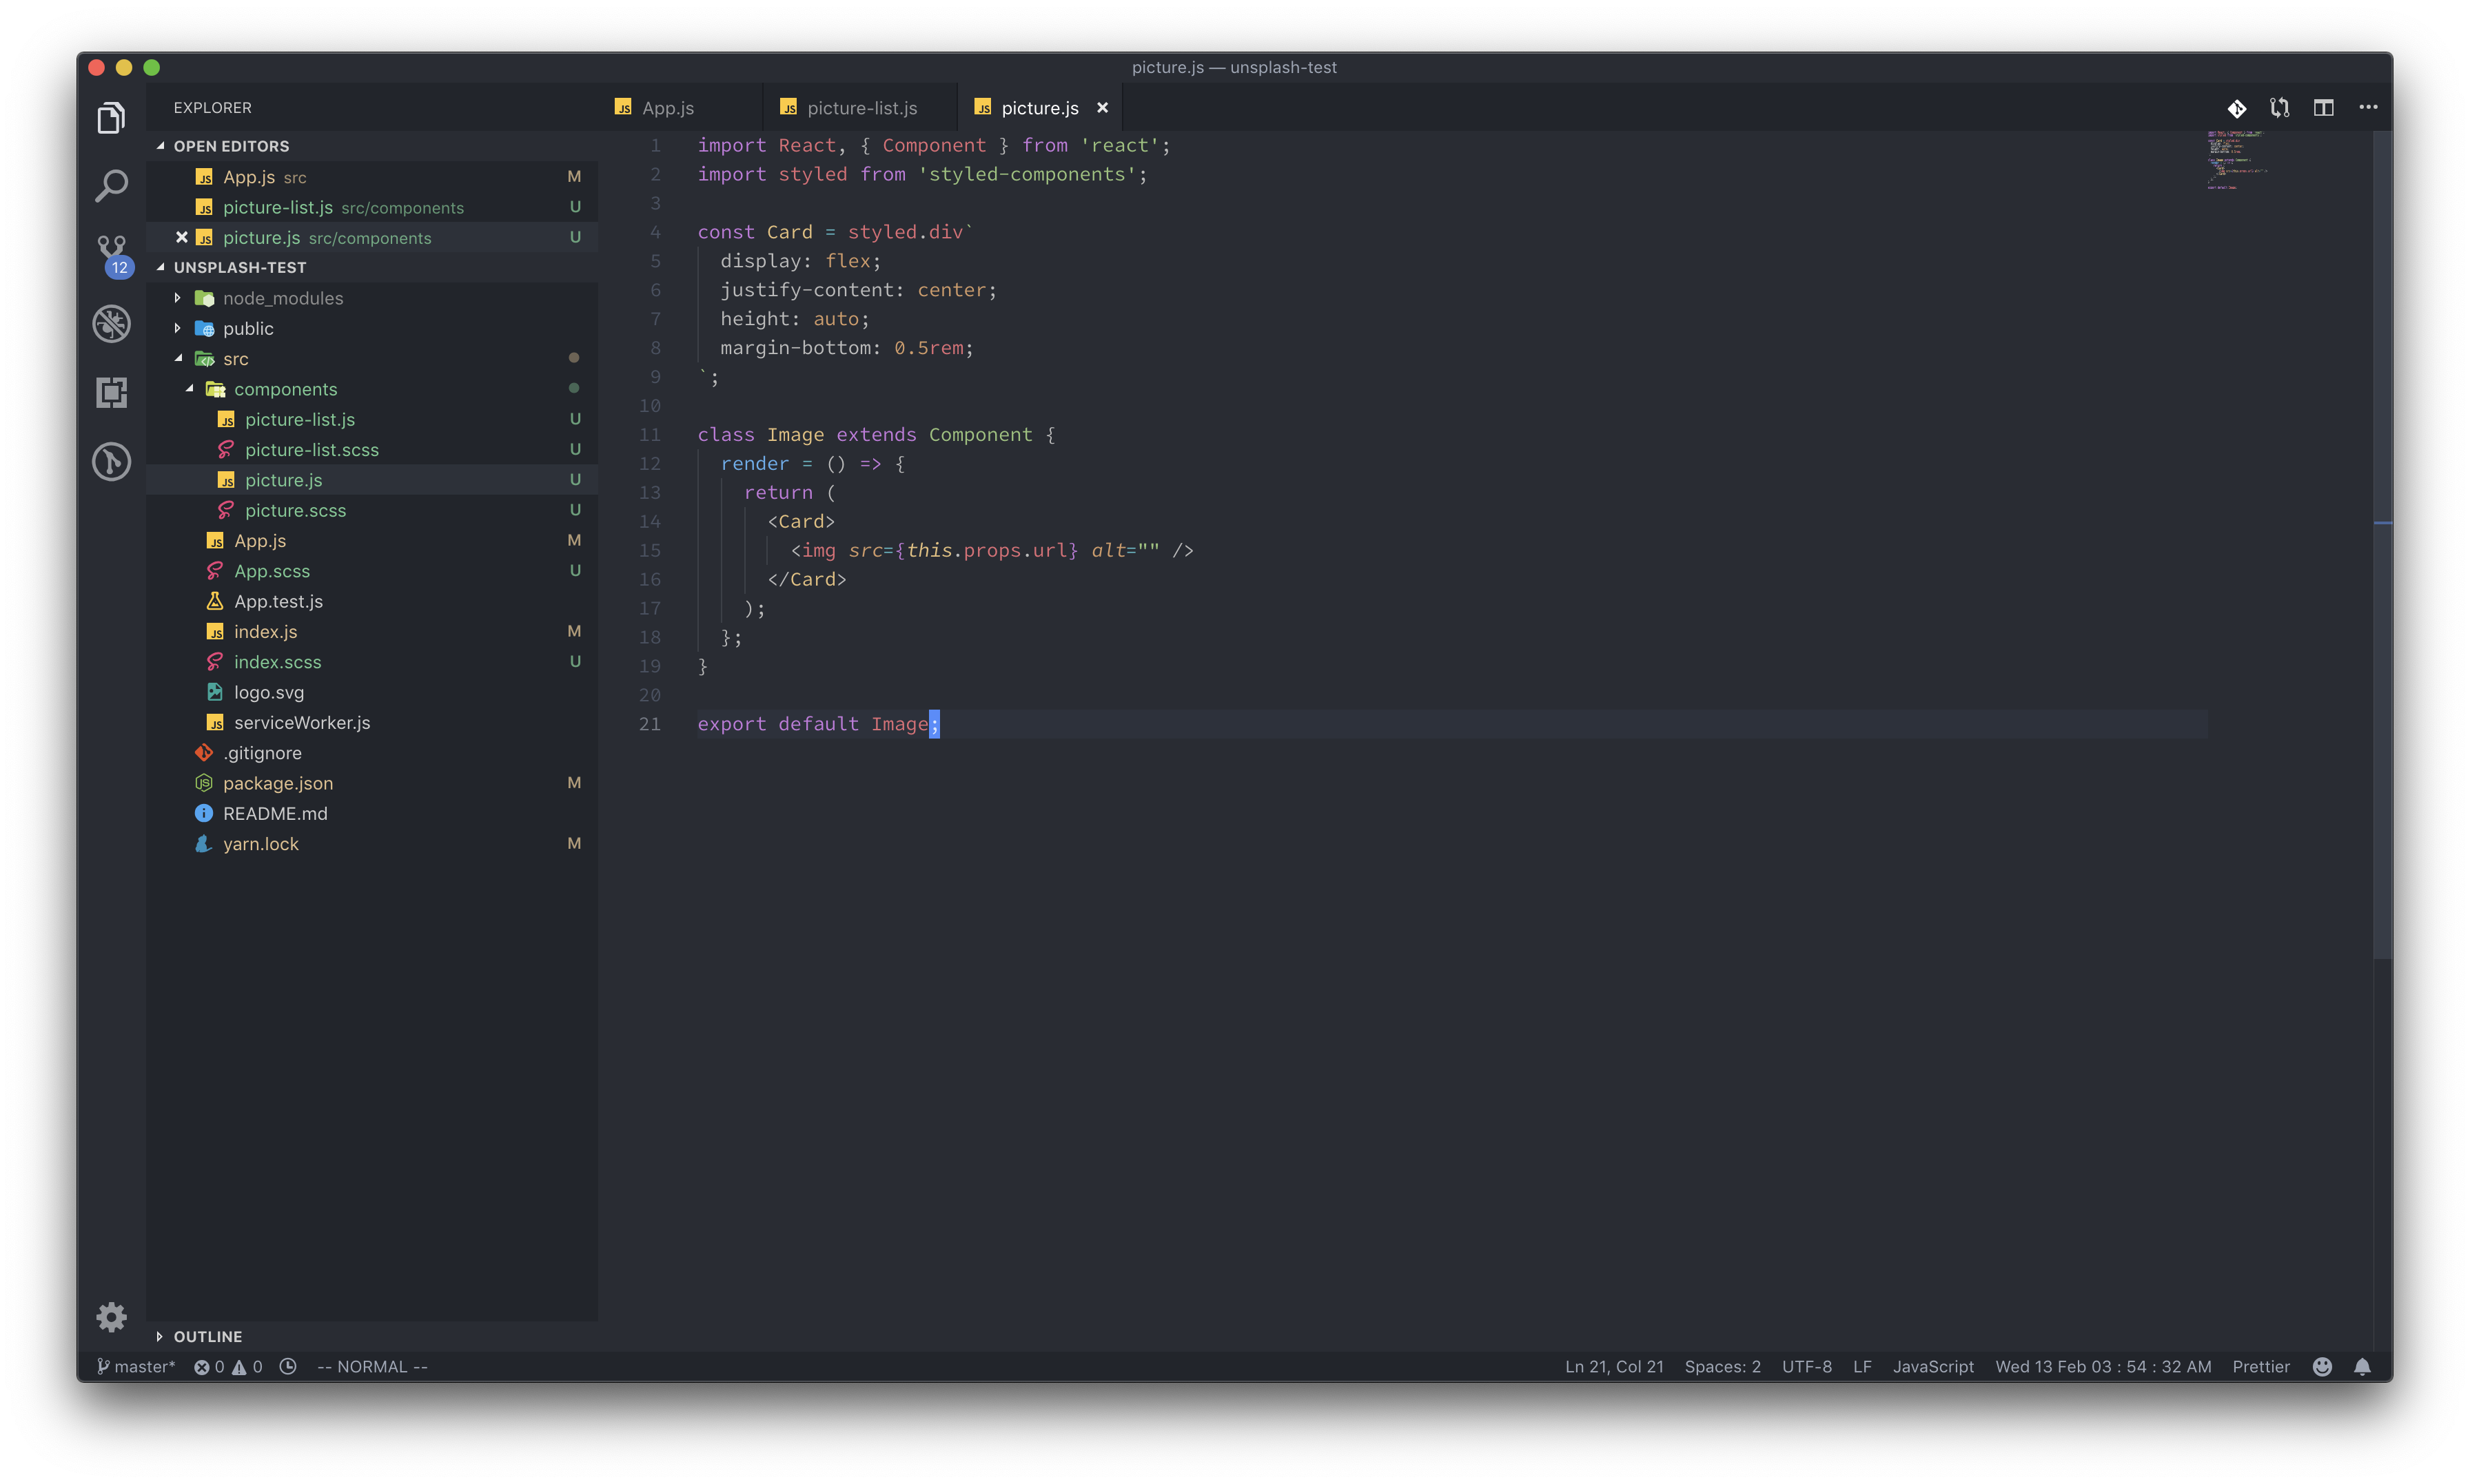 picture.js — unsplash-test
EXPLORER
OPEN EDITORS
App.js src M
picture-list.js src/components U
picture.js src/components U
12
UNSPLASH-TEST
node_modules
public
src
components
picture-list.js U
picture-list.scss U
picture.js U
picture.scss U
App.js M
App.scss U
App.test.js
index.js M
index.scss U
logo.svg
serviceWorker.js
.gitignore
package.json M
README.md
yarn.lock M
OUTLINE
App.js picture-list.js picture.js
1 import React, { Component } from 'react';
2 import styled from 'styled-components';
3
4 const Card = styled.div`
5 display: flex;
6 justify-content: center;
7 height: auto;
8 margin-bottom: 0.5rem;
9 `;
10
11 class Image extends Component {
12 render = () => {
13 return (
14 <Card>
15 <img src={this.props.url} alt="" />
16 </Card>
17 );
18 };
19 }
20
21 export default Image;
master* 0 0 -- NORMAL -- Ln 21, Col 21 Spaces: 2 UTF-8 LF JavaScript Wed 13 Feb 03 : 54 : 32 AM Prettier